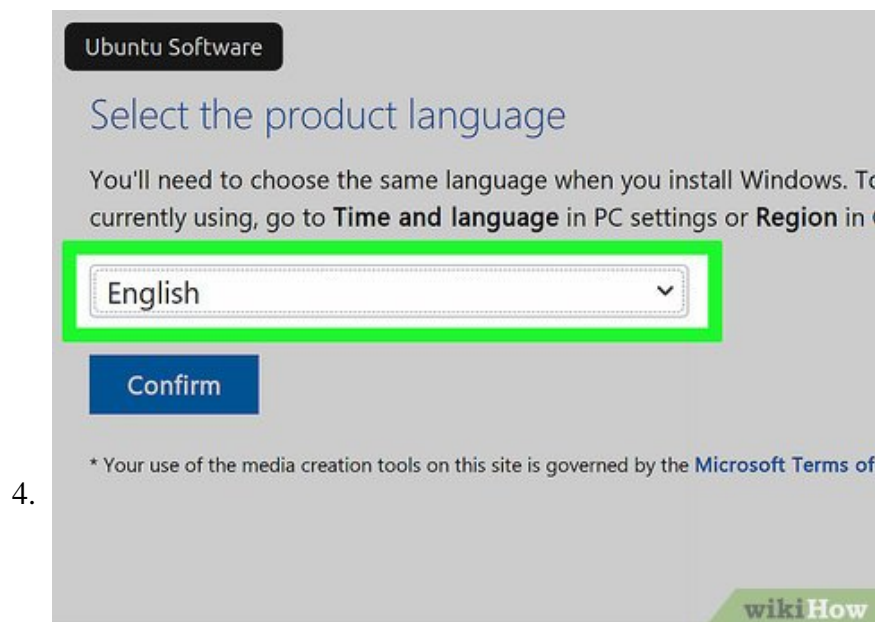 Ubuntu Software
Select the product language
You'll need to choose the same language when you install Windows. To
currently using, go to Time and language in PC settings or Region in
English
Confirm
* Your use of the media creation tools on this site is governed by the Microsoft Terms of
4.
wikiHow